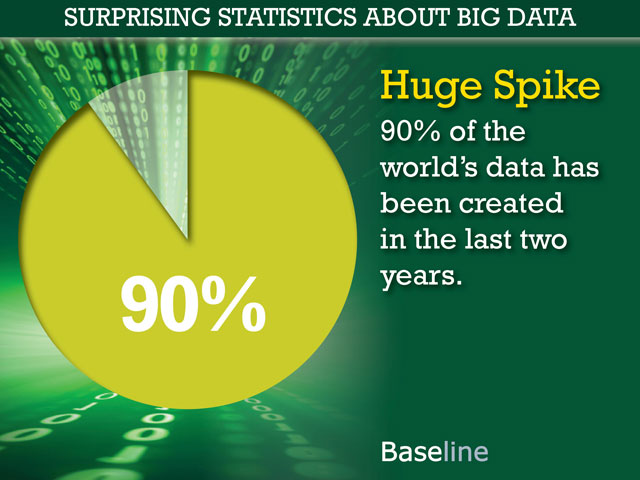 SURPRISING STATISTICS ABOUT BIG DATA
Huge Spike
90% of the
world's data has
been created
in the last two
years.
90%
Baseline